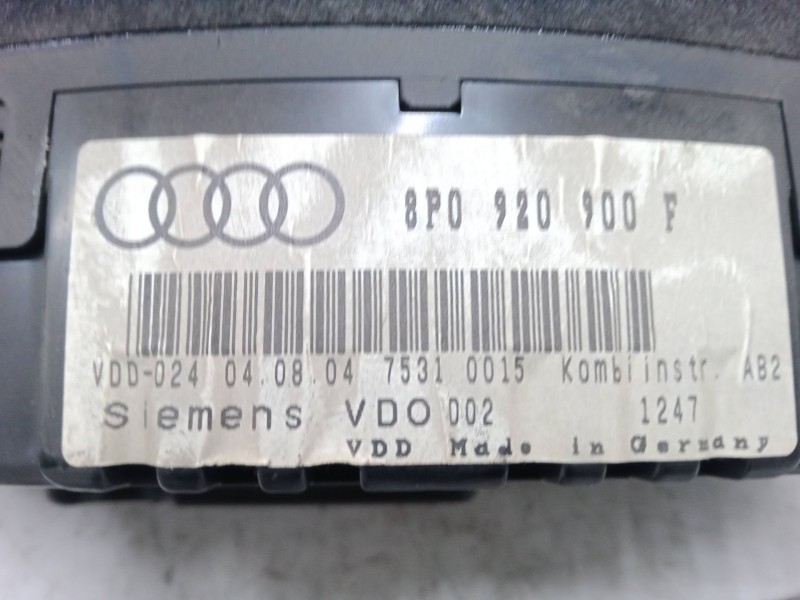 8P0 920 900 F
VDD-024 04.08.04 7531 0015 Kombiinstr. AB2
Siemens VDO 002 1247
VDD Made in Germany